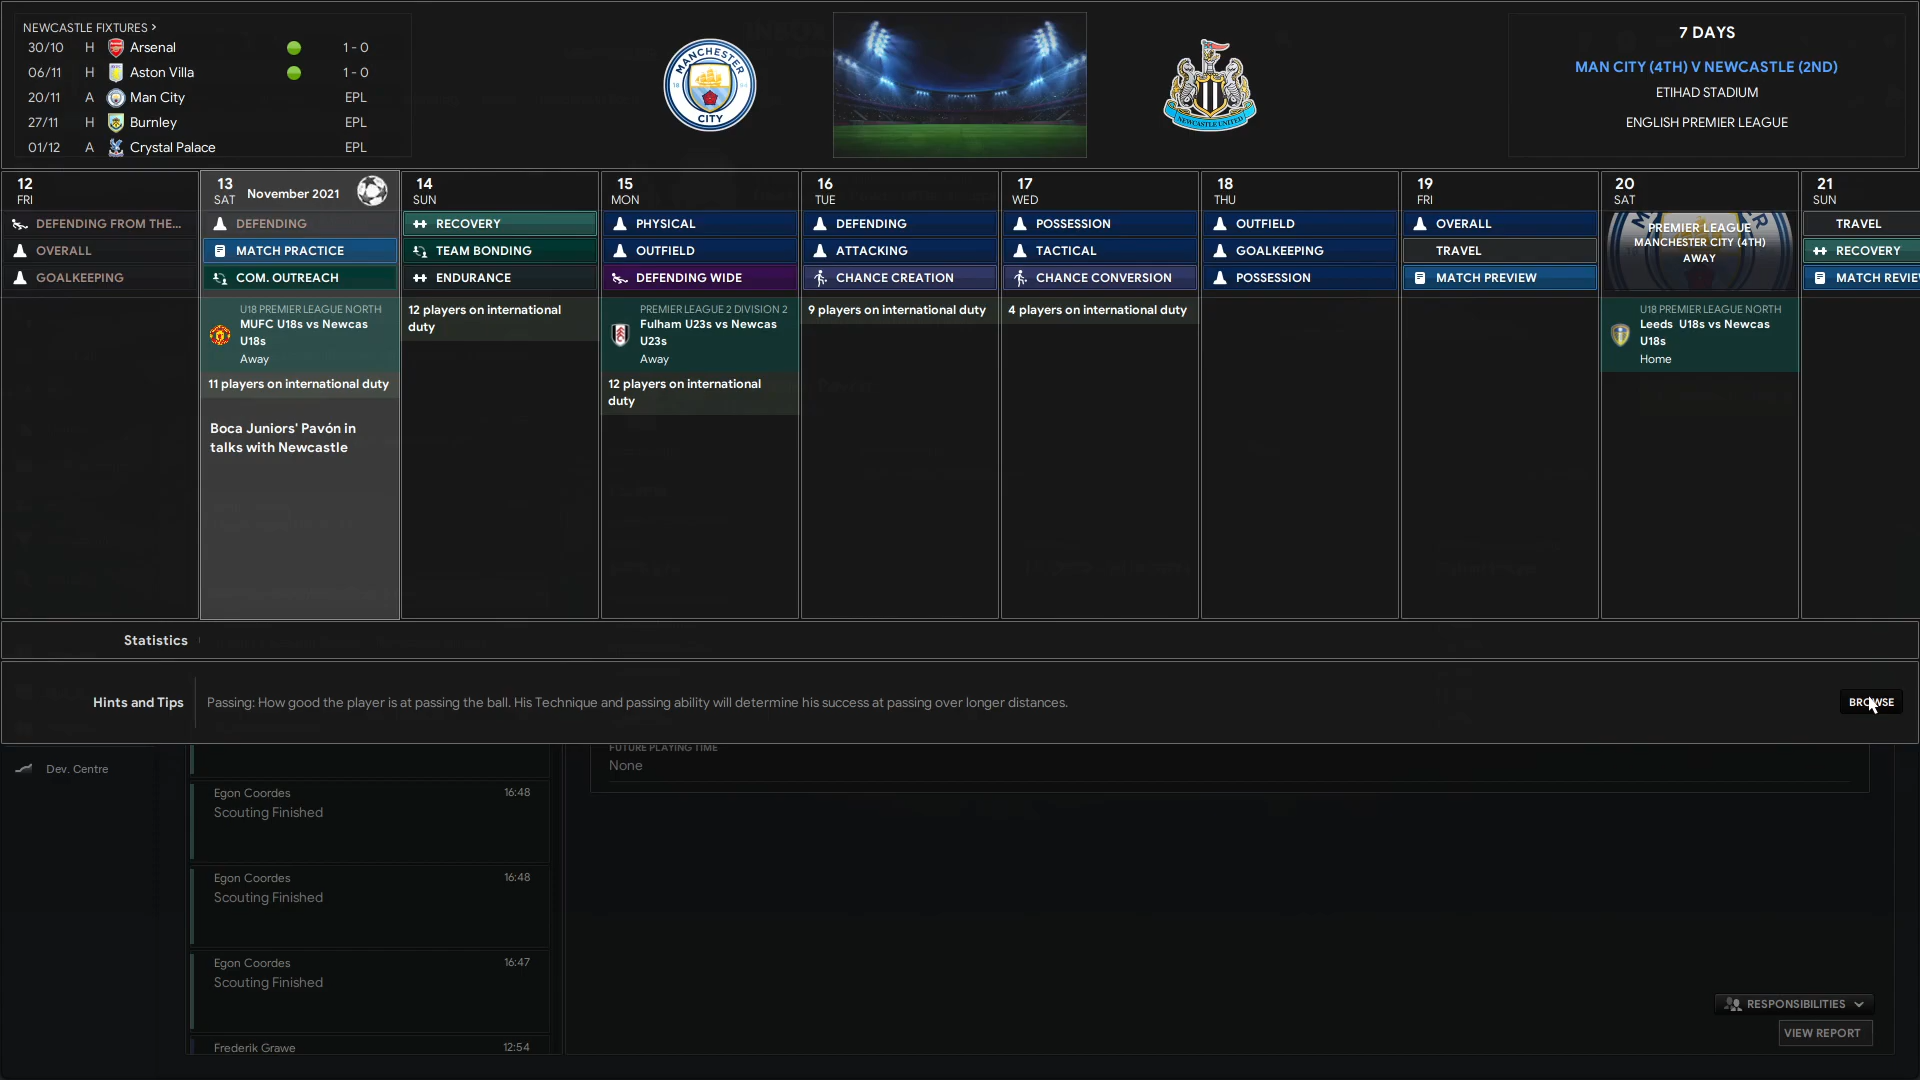 NEWCASTLE FIXTURES >
30/10 H Arsenal 1 - 0
06/11 H Aston Villa 1 - 0
20/11 A Man City EPL
27/11 H Burnley EPL
01/12 A Crystal Palace EPL
MANCHESTER
CITY
NEWCASTLE UNITED
7 DAYS
MAN CITY (4TH) V NEWCASTLE (2ND)
ETIHAD STADIUM
ENGLISH PREMIER LEAGUE
12
FRI
DEFENDING FROM THE...
OVERALL
GOALKEEPING
13
SAT
November 2021
DEFENDING
MATCH PRACTICE
COM. OUTREACH
U18 PREMIER LEAGUE NORTH
MUFC U18s vs Newcas
U18s
Away
11 players on international duty
Boca Juniors' Pavón in
talks with Newcastle
14
SUN
RECOVERY
TEAM BONDING
ENDURANCE
12 players on international
duty
15
MON
PHYSICAL
OUTFIELD
DEFENDING WIDE
PREMIER LEAGUE 2 DIVISION 2
Fulham U23s vs Newcas
U23s
Away
12 players on international
duty
16
TUE
DEFENDING
ATTACKING
CHANCE CREATION
9 players on international duty
17
WED
POSSESSION
TACTICAL
CHANCE CONVERSION
4 players on international duty
18
THU
OUTFIELD
GOALKEEPING
POSSESSION
19
FRI
OVERALL
TRAVEL
MATCH PREVIEW
20
SAT
PREMIER LEAGUE
MANCHESTER CITY (4TH)
AWAY
U18 PREMIER LEAGUE NORTH
Leeds U18s vs Newcas
U18s
Home
21
SUN
TRAVEL
RECOVERY
MATCH REVIE
Statistics
Hints and Tips
Passing: How good the player is at passing the ball. His Technique and passing ability will determine his success at passing over longer distances.
BROWSE
Dev. Centre
FUTURE PLAYING TIME
None
Egon Coordes 16:48
Scouting Finished
Egon Coordes 16:48
Scouting Finished
Egon Coordes 16:47
Scouting Finished
Frederik Grawe 12:54
RESPONSIBILITIES
VIEW REPORT